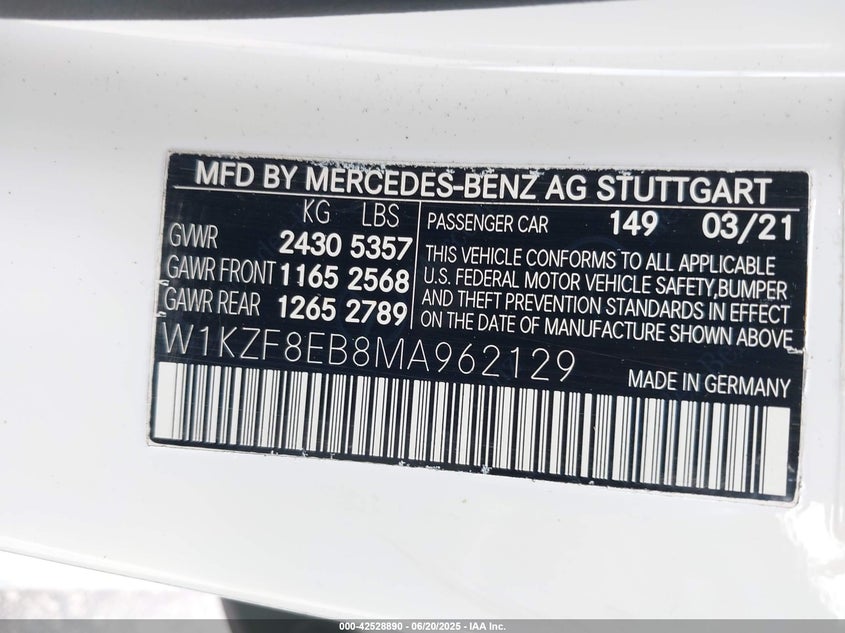 MFD BY MERCEDES-BENZ AG STUTTGART
KG LBS
GVWR 2430 5357
GAWR FRONT 1165 2568
GAWR REAR 1265 2789
PASSENGER CAR 149 03/21
THIS VEHICLE CONFORMS TO ALL APPLICABLE
U.S. FEDERAL MOTOR VEHICLE SAFETY,BUMPER
AND THEFT PREVENTION STANDARDS IN EFFECT
ON THE DATE OF MANUFACTURE SHOWN ABOVE
W1KZF8EB8MA962129
MADE IN GERMANY
000-42528890 - 06/20/2025 - IAA Inc.